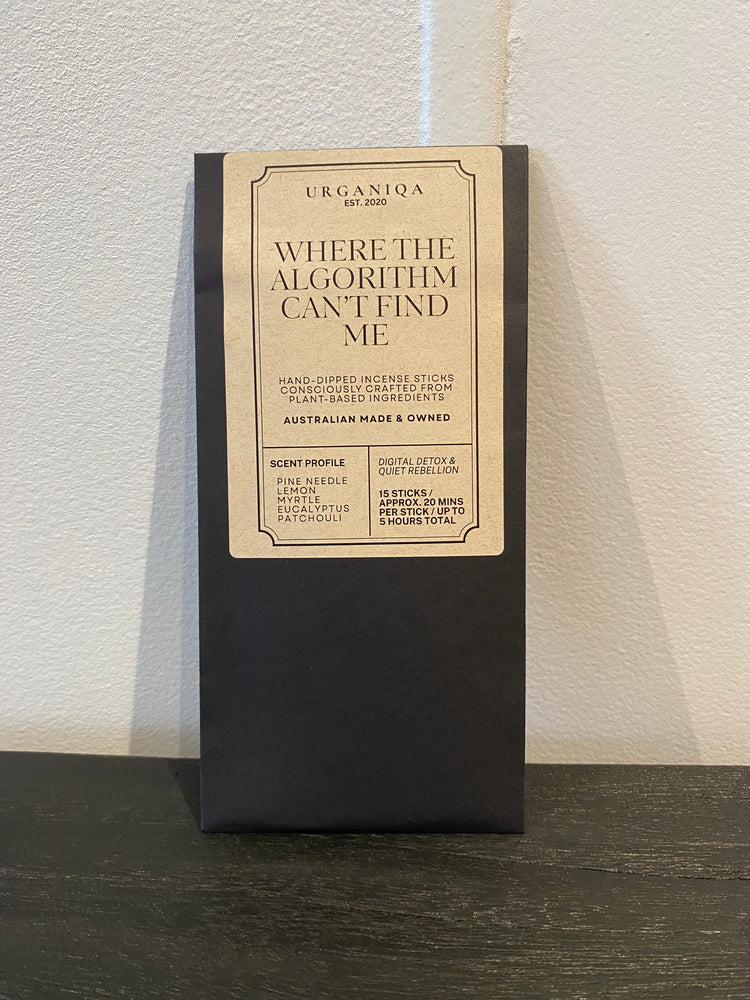 URGANIQA
EST. 2020
WHERE THE
ALGORITHM
CAN'T FIND
ME
HAND-DIPPED INCENSE STICKS
CONSCIOUSLY CRAFTED FROM
PLANT-BASED INGREDIENTS
AUSTRALIAN MADE & OWNED
SCENT PROFILE
PINE NEEDLE
LEMON
MYRTLE
EUCALYPTUS
PATCHOULI
DIGITAL DETOX &
QUIET REBELLION
15 STICKS /
APPROX. 20 MINS
PER STICK / UP TO
5 HOURS TOTAL